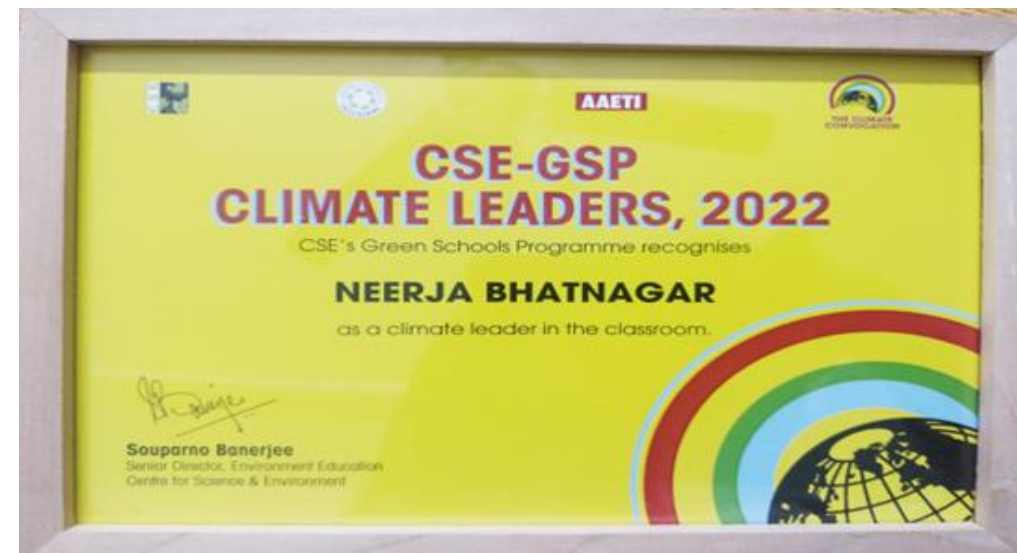 AAETI
THE CLIMATE
CONVOCATION
CSE-GSP
CLIMATE LEADERS, 2022
CSE's Green Schools Programme recognises
NEERJA BHATNAGAR
as a climate leader in the classroom.
Souparno Banerjee
Senior Director, Environment Education
Centre for Science & Environment